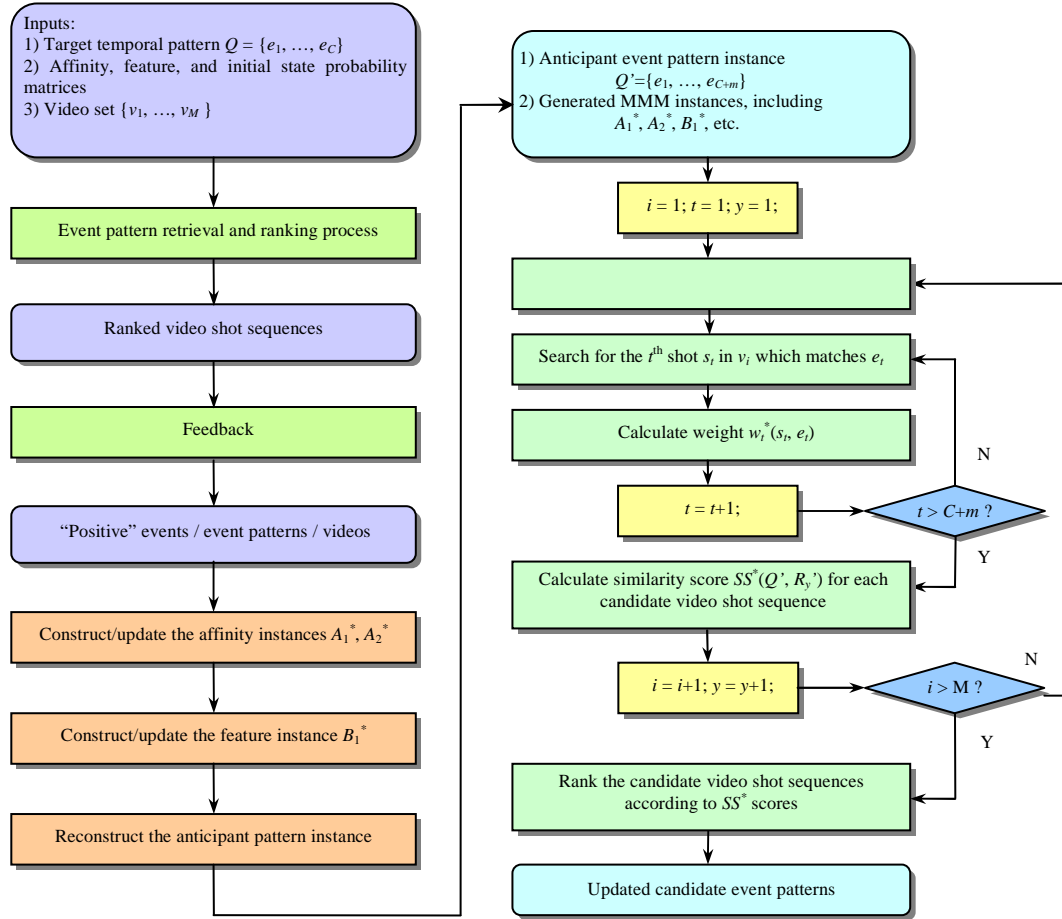 Inputs:
1) Target temporal pattern Q = {e1, …, eC}
2) Affinity, feature, and initial state probability
matrices
3) Video set {v1, …, vM }
Event pattern retrieval and ranking process
Ranked video shot sequences
Feedback
“Positive” events / event patterns / videos
Construct/update the affinity instances A1*, A2*
Construct/update the feature instance B1*
Reconstruct the anticipant pattern instance
1) Anticipant event pattern instance
Q’={e1, …, eC+m}
2) Generated MMM instances, including
A1*, A2*, B1*, etc.
i = 1; t = 1; y = 1;
Search for the tth shot st in vi which matches et
Calculate weight wt*(st, et)
N
t = t+1;
t > C+m ?
Y
Calculate similarity score SS*(Q’, Ry’) for each
candidate video shot sequence
N
i = i+1; y = y+1;
i > M ?
Y
Rank the candidate video shot sequences
according to SS* scores
Updated candidate event patterns